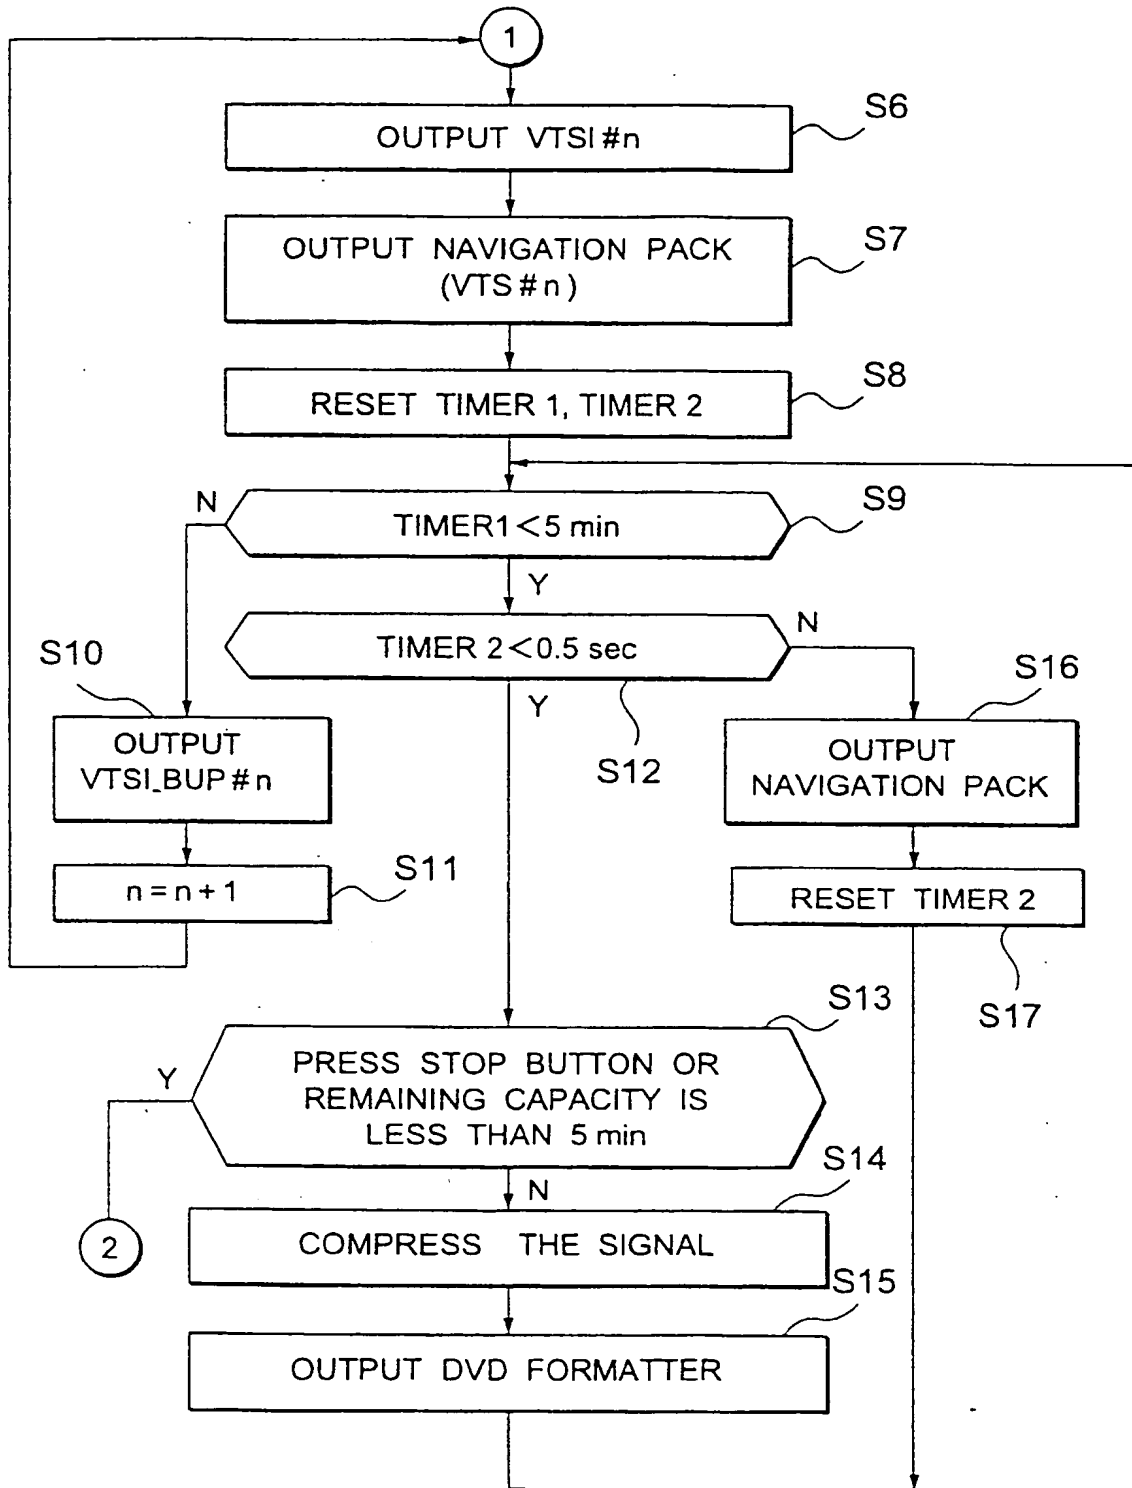 1
S6
OUTPUT VTSI#n
S7
OUTPUT NAVIGATION PACK
(VTS#n)
S8
RESET TIMER 1, TIMER 2
N
S9
TIMER1<5 min
Y
TIMER 2<0.5 sec
N
S10
Y
S16
OUTPUT
VTSI_BUP#n
S12
OUTPUT
NAVIGATION PACK
S11
n=n+1
RESET TIMER 2
S13
S17
Y
PRESS STOP BUTTON OR
REMAINING CAPACITY IS
LESS THAN 5 min
S14
N
2
COMPRESS THE SIGNAL
S15
OUTPUT DVD FORMATTER